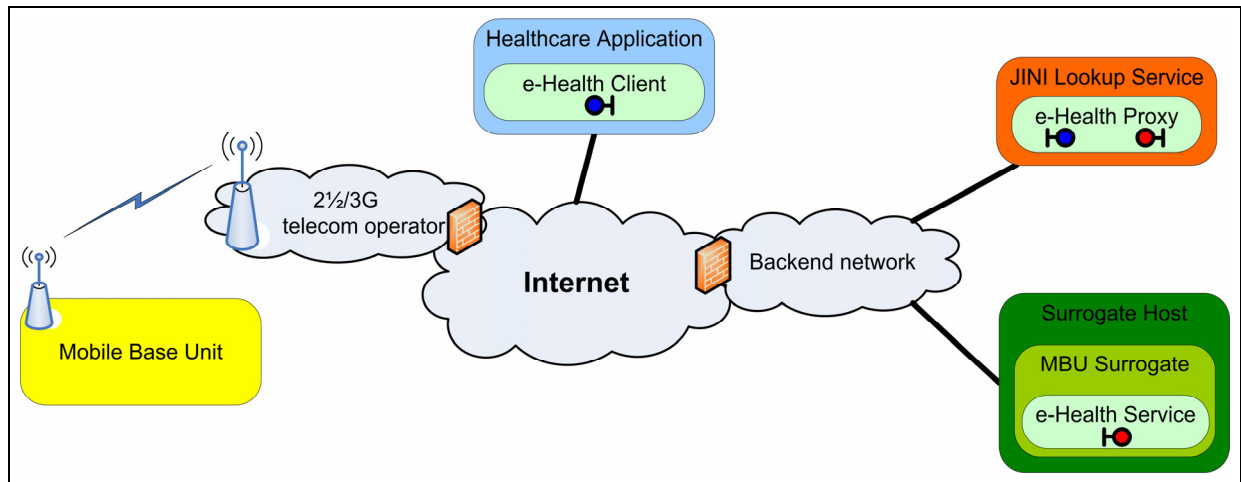 Healthcare Application
e-Health Client
JINI Lookup Service
e-Health Proxy
2½/3G
telecom operator
Internet
Backend network
Mobile Base Unit
Surrogate Host
MBU Surrogate
e-Health Service